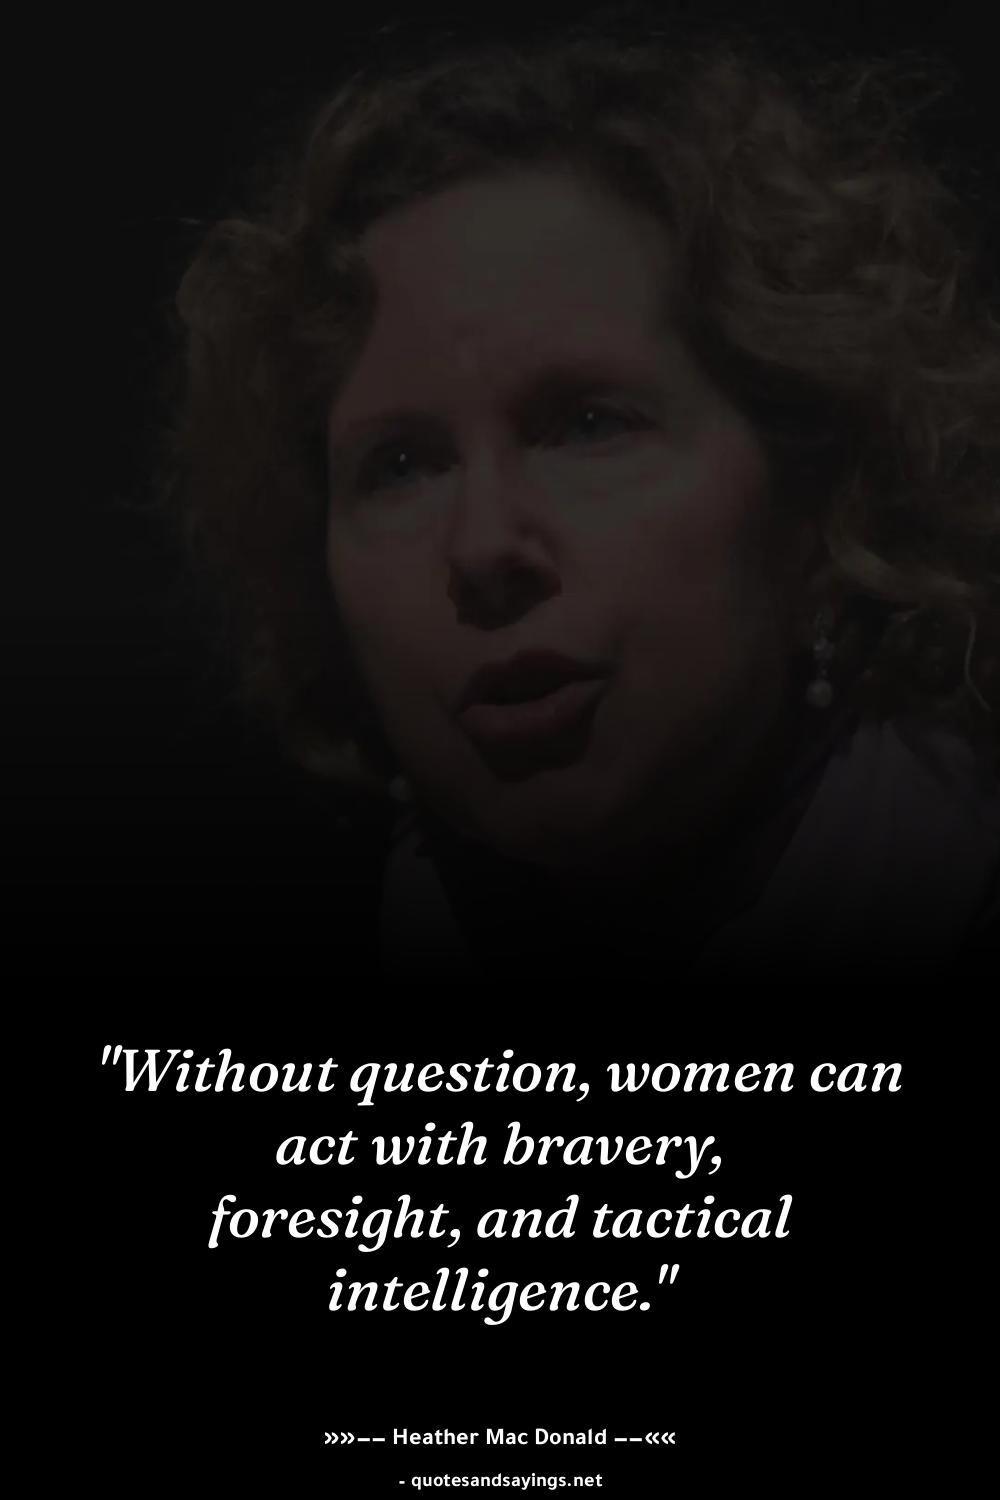 "Without question, women can
act with bravery,
foresight, and tactical
intelligence."
»»−− Heather Mac Donald −−««
- quotesandsayings.net